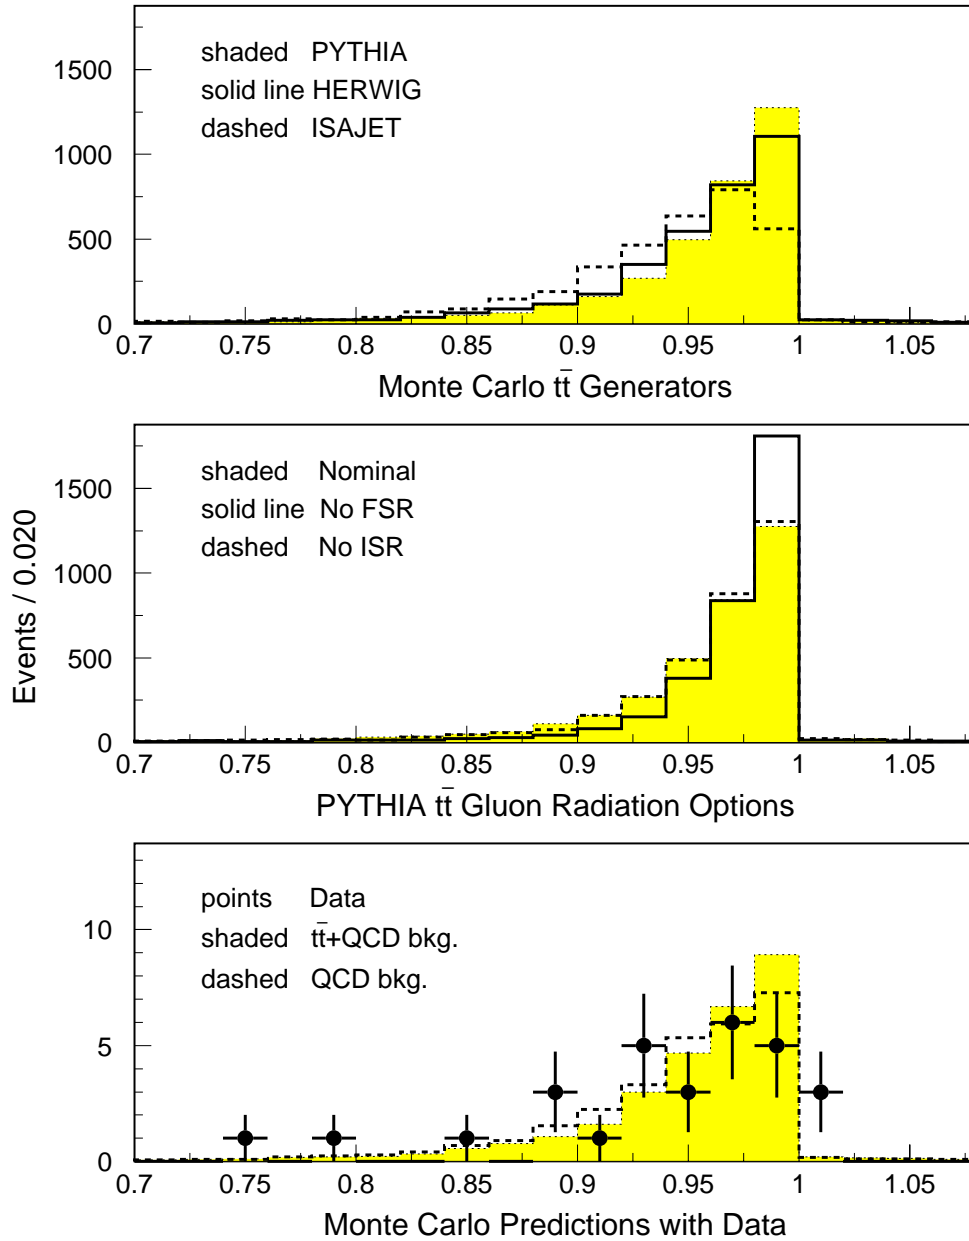 shaded PYTHIA
solid line HERWIG
dashed ISAJET
1500
1000
500
0
0.7 0.75 0.8 0.85 0.9 0.95 1 1.05
Monte Carlo tt̄ Generators
Events / 0.020
shaded Nominal
solid line No FSR
dashed No ISR
1500
1000
500
0
0.7 0.75 0.8 0.85 0.9 0.95 1 1.05
PYTHIA tt̄ Gluon Radiation Options
points Data
shaded tt̄+QCD bkg.
dashed QCD bkg.
10
5
0
0.7 0.75 0.8 0.85 0.9 0.95 1 1.05
Monte Carlo Predictions with Data